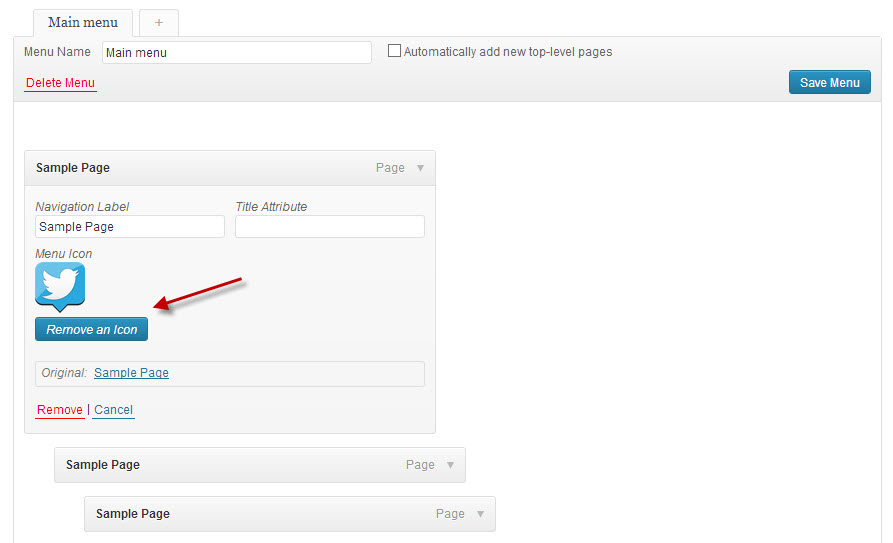 Main menu +
Menu Name Main menu Automatically add new top-level pages
Delete Menu Save Menu
Sample Page Page
Navigation Label Title Attribute
Sample Page
Menu Icon
Remove an Icon
Original: Sample Page
Remove | Cancel
Sample Page Page
Sample Page Page